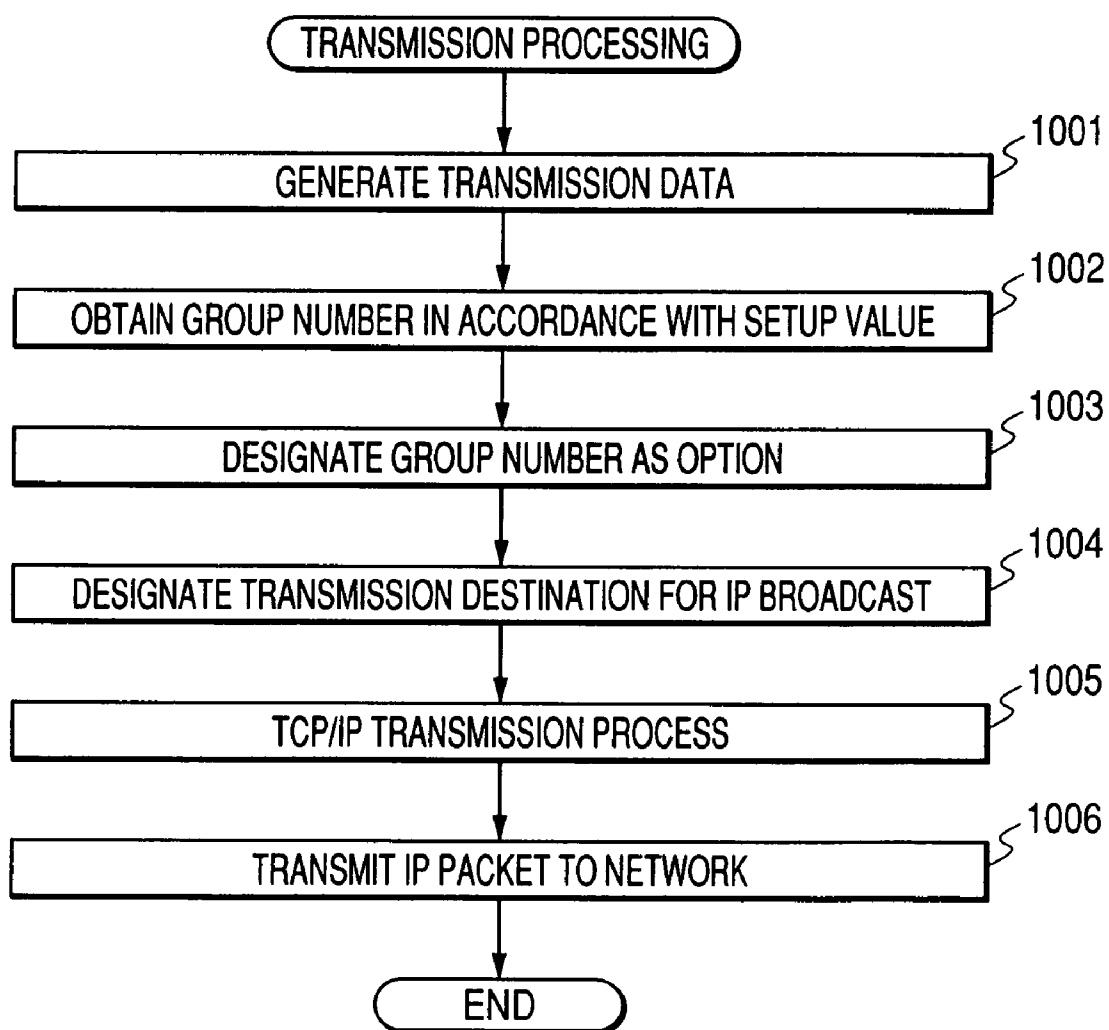 TRANSMISSION PROCESSING
1001
GENERATE TRANSMISSION DATA
1002
OBTAIN GROUP NUMBER IN ACCORDANCE WITH SETUP VALUE
1003
DESIGNATE GROUP NUMBER AS OPTION
1004
DESIGNATE TRANSMISSION DESTINATION FOR IP BROADCAST
1005
TCP/IP TRANSMISSION PROCESS
1006
TRANSMIT IP PACKET TO NETWORK
END